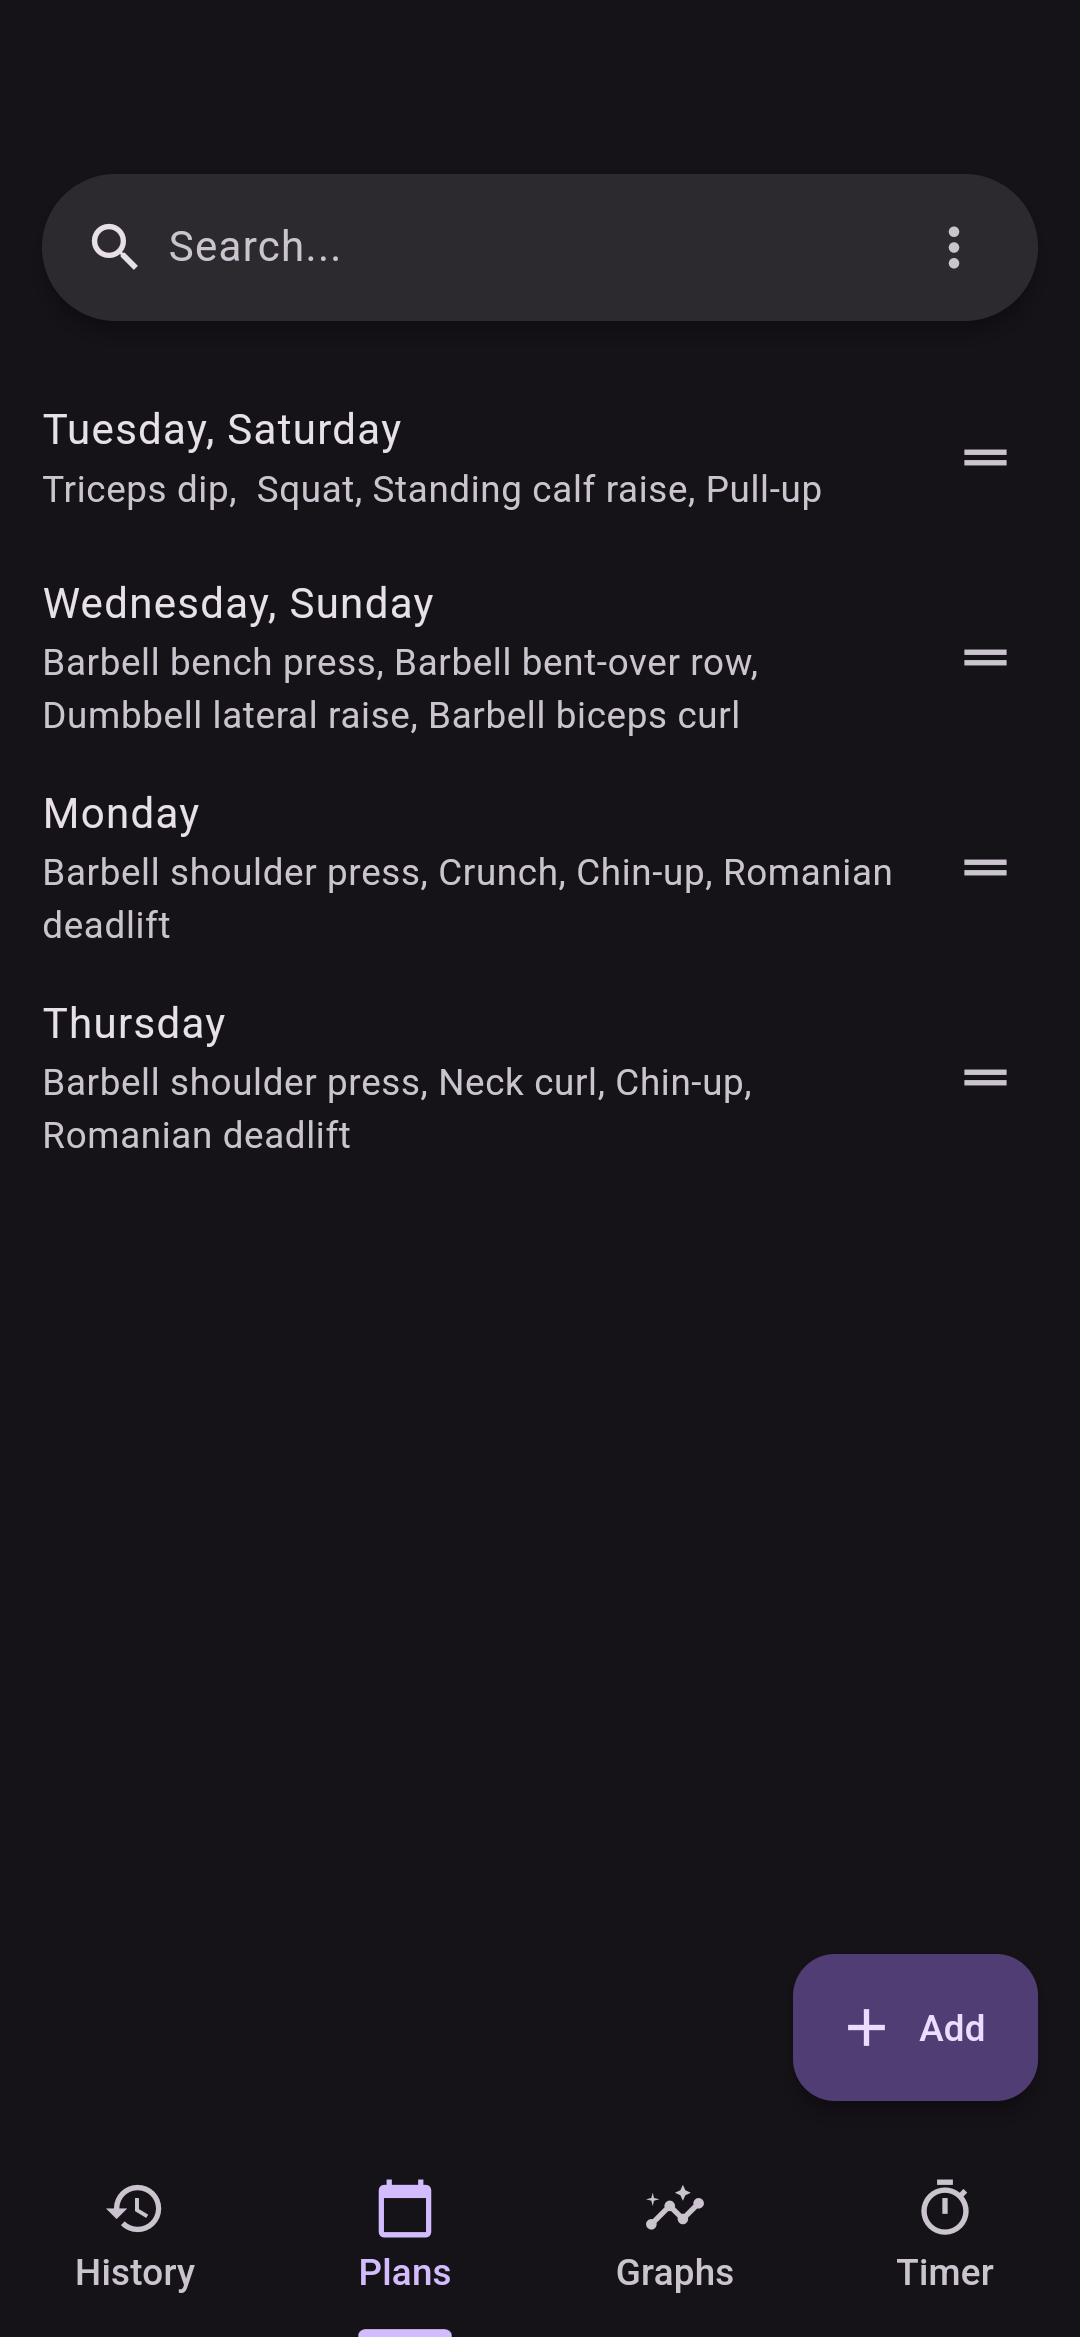 Search...
Tuesday, Saturday
Triceps dip,  Squat, Standing calf raise, Pull-up
Wednesday, Sunday
Barbell bench press, Barbell bent-over row,
Dumbbell lateral raise, Barbell biceps curl
Monday
Barbell shoulder press, Crunch, Chin-up, Romanian
deadlift
Thursday
Barbell shoulder press, Neck curl, Chin-up,
Romanian deadlift
Add
History
Plans
Graphs
Timer